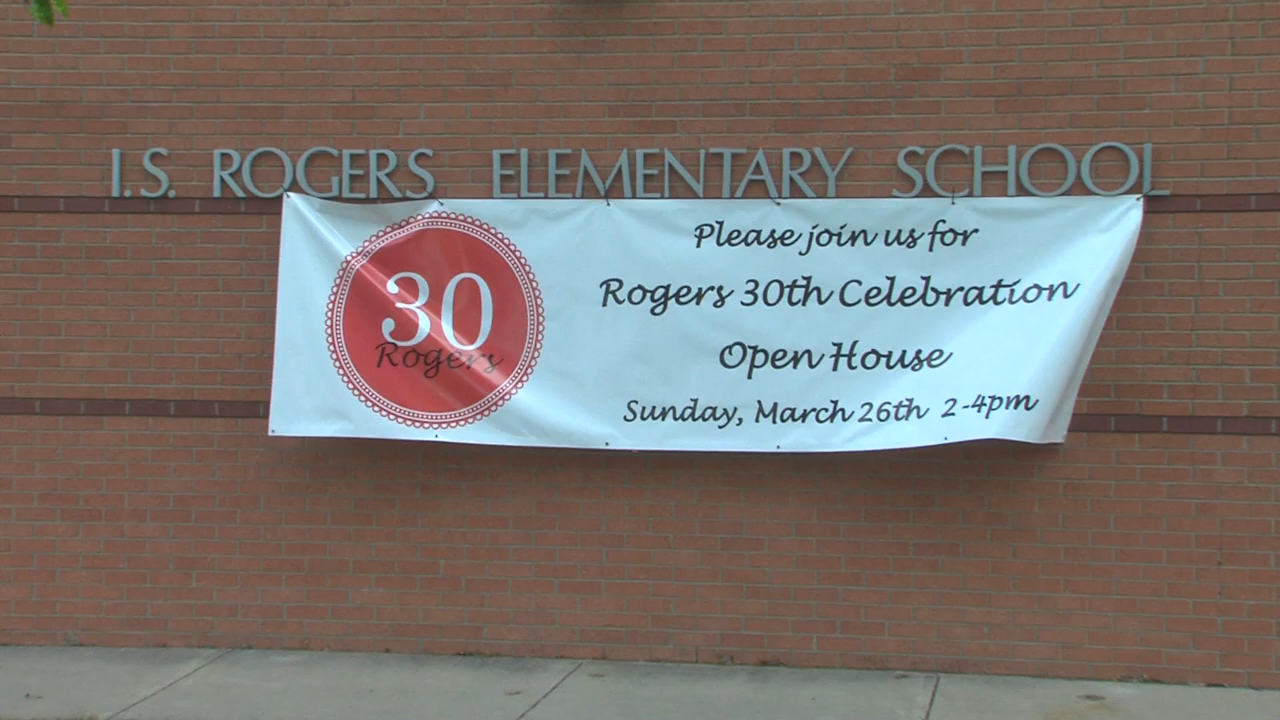 I.S. ROGERS ELEMENTARY SCHOOL
30
Rogers
Please join us for
Rogers 30th Celebration
Open House
Sunday, March 26th 2-4pm